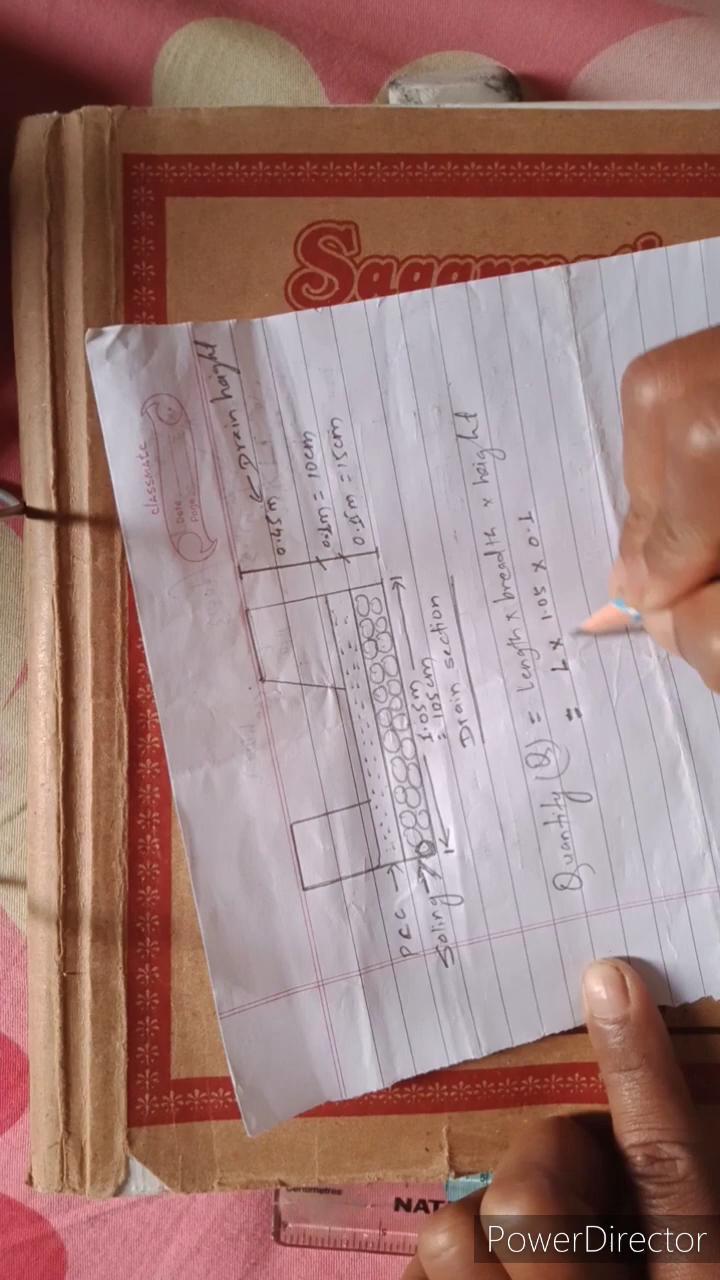 classmate
Date
Page
← Drain height
0.45m
0.1m = 10cm
0.15m = 15cm
PCC →
Soling →
1.05m
= 105cm
Drain section
Quantity (Q) = Length x breadth x height
= L x 1.05 x 0.1
NAT
PowerDirector